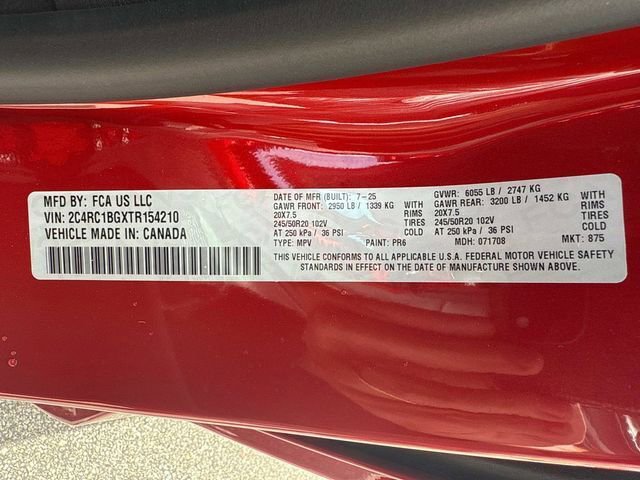 MFD BY: FCA US LLC
VIN: 2C4RC1BGXTR154210
VEHICLE MADE IN: CANADA
DATE OF MFR (BUILT): 7-25
GAWR FRONT: 2950 LB / 1339 KG
20X7.5 RIMS
245/50R20 102V TIRES
AT 250 kPa / 36 PSI COLD
TYPE: MPV PAINT: PR6
GVWR: 6055 LB / 2747 KG
GAWR REAR: 3200 LB / 1452 KG
20X7.5 RIMS
245/50R20 102V TIRES
AT 250 kPa / 36 PSI COLD
MDH: 071708 MKT: 875
THIS VEHICLE CONFORMS TO ALL APPLICABLE U.S.A. FEDERAL MOTOR VEHICLE SAFETY
STANDARDS IN EFFECT ON THE DATE OF MANUFACTURE SHOWN ABOVE.